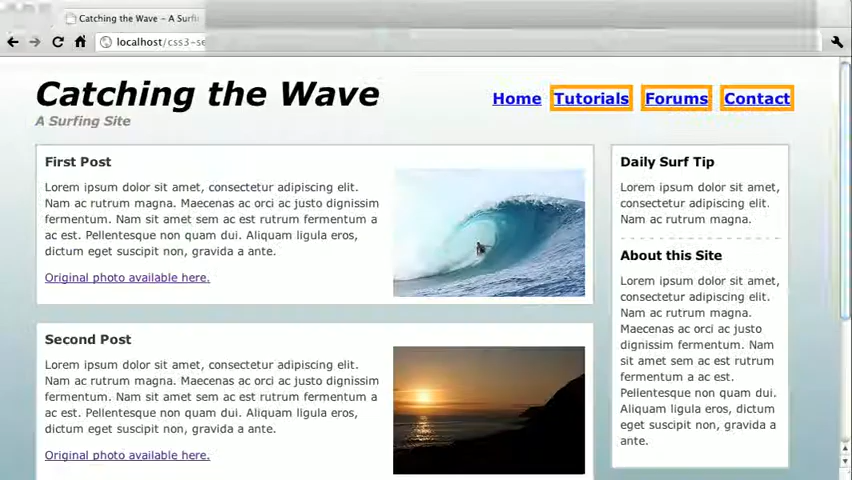 Catching the Wave – A Surfi
localhost/css3-se
Catching the Wave
A Surfing Site
Home Tutorials Forums Contact
First Post
Lorem ipsum dolor sit amet, consectetur adipiscing elit.
Nam ac rutrum magna. Maecenas ac orci ac justo dignissim
fermentum. Nam sit amet sem ac est rutrum fermentum a
ac est. Pellentesque non quam dui. Aliquam ligula eros,
dictum eget suscipit non, gravida a ante.
Original photo available here.
Second Post
Lorem ipsum dolor sit amet, consectetur adipiscing elit.
Nam ac rutrum magna. Maecenas ac orci ac justo dignissim
fermentum. Nam sit amet sem ac est rutrum fermentum a
ac est. Pellentesque non quam dui. Aliquam ligula eros,
dictum eget suscipit non, gravida a ante.
Original photo available here.
Daily Surf Tip
Lorem ipsum dolor sit amet,
consectetur adipiscing elit.
Nam ac rutrum magna.
About this Site
Lorem ipsum dolor sit amet,
consectetur adipiscing elit.
Nam ac rutrum magna.
Maecenas ac orci ac justo
dignissim fermentum. Nam
sit amet sem ac est rutrum
fermentum a ac est.
Pellentesque non quam dui.
Aliquam ligula eros, dictum
eget suscipit non, gravida a
ante.